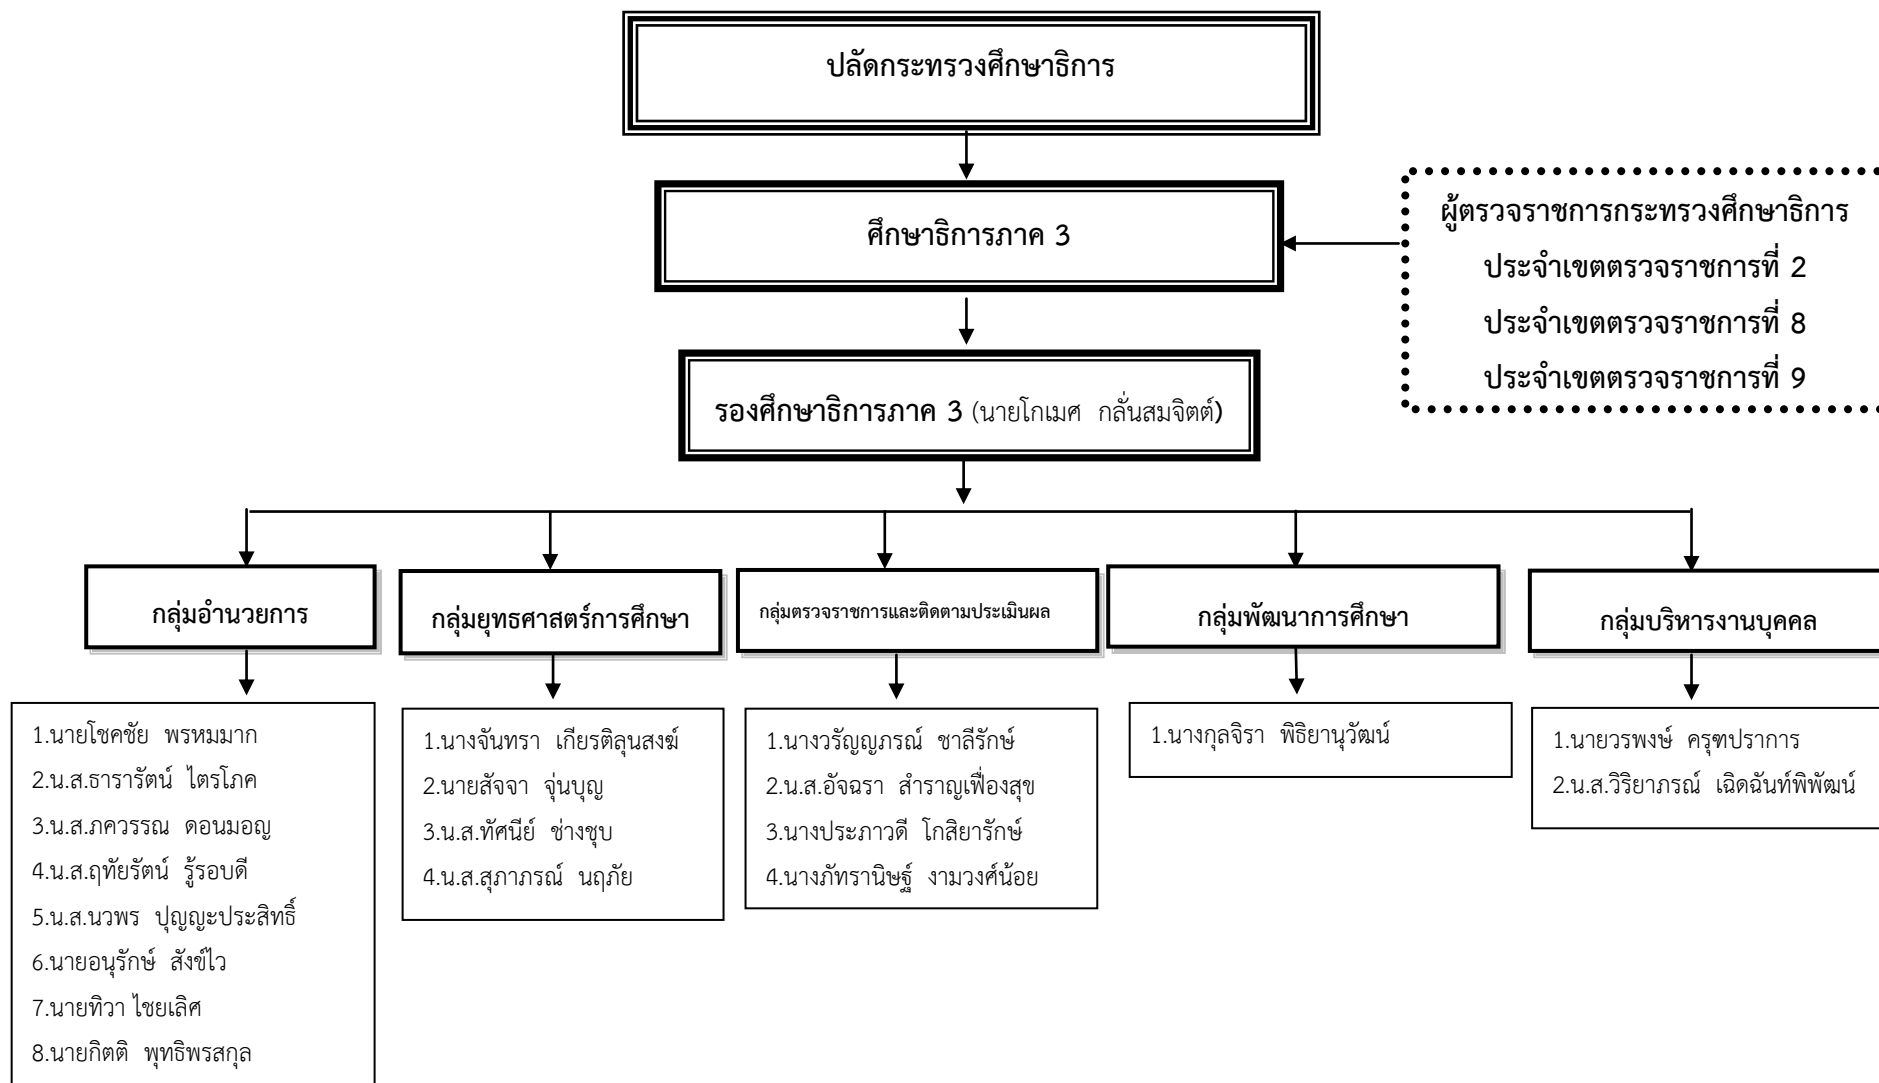 ปลัดกระทรวงศึกษาธิการ
ศึกษาธิการภาค 3
ผู้ตรวจราชการกระทรวงศึกษาธิการ
ประจำเขตตรวจราชการที่ 2
ประจำเขตตรวจราชการที่ 8
ประจำเขตตรวจราชการที่ 9
รองศึกษาธิการภาค 3 (นายโกเมศ กลั่นสมจิตต์)
กลุ่มอำนวยการ
กลุ่มยุทธศาสตร์การศึกษา
กลุ่มตรวจราชการและติดตามประเมินผล
กลุ่มพัฒนาการศึกษา
กลุ่มบริหารงานบุคคล
1.นายโชคชัย พรหมมาก
2.น.ส.ธารารัตน์ ไตรโภค
3.น.ส.ภควรรณ ดอนมอญ
4.น.ส.ฤทัยรัตน์ รู้รอบดี
5.น.ส.นวพร ปุญญะประสิทธิ์
6.นายอนุรักษ์ สังข์ไว
7.นายทิวา ไชยเลิศ
8.นายกิตติ พุทธิพรสกุล
1.นางจันทรา เกียรติลุนสงฆ์
2.นายสัจจา จุ่นบุญ
3.น.ส.ทัศนีย์ ช่างชุบ
4.น.ส.สุภาภรณ์ นฤภัย
1.นางวรัญญภรณ์ ชาลีรักษ์
2.น.ส.อัจฉรา สำราญเฟื่องสุข
3.นางประภาวดี โกสิยารักษ์
4.นางภัทรานิษฐ์ งามวงศ์น้อย
1.นางกุลจิรา พิธิยานุวัฒน์
1.นายวรพงษ์ ครุฑปราการ
2.น.ส.วิริยาภรณ์ เฉิดฉันท์พิพัฒน์